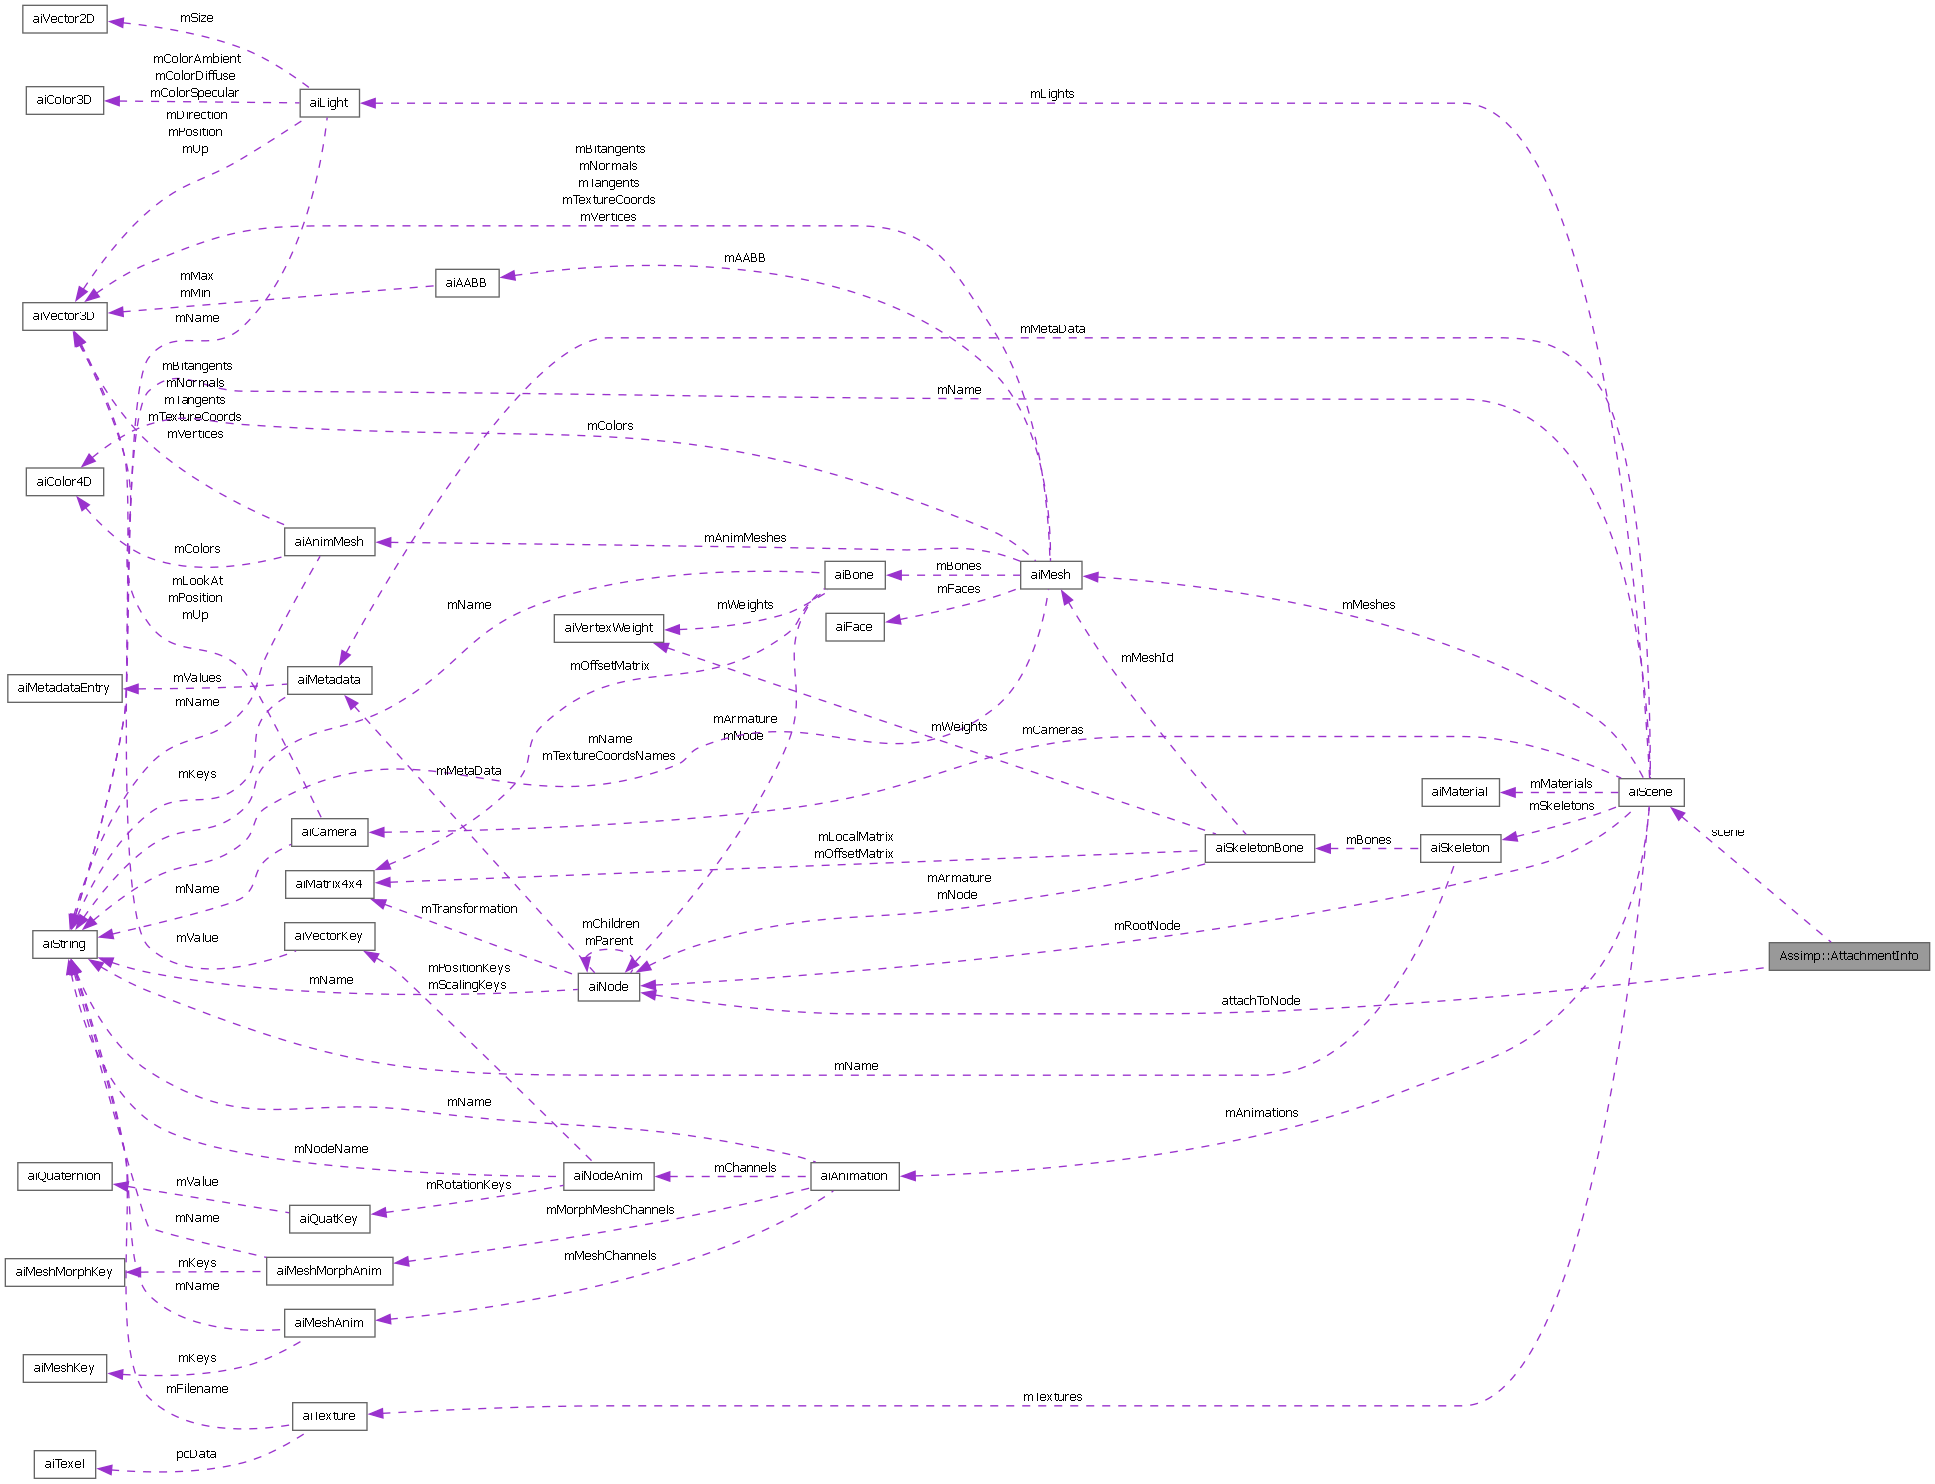 aiVector2D
mSize
mColorAmbient
mColorDiffuse
mColorSpecular
aiColor3D
aiLight
mLights
mDirection
mPosition
mUp
mBitangents
mNormals
mTangents
mTextureCoords
mVertices
mAABB
mMax
mMin
aiAABB
aiVector3D
mName
mMetaData
mBitangents
mNormals
mTangents
mTextureCoords
mVertices
mName
mColors
aiColor4D
aiAnimMesh
mAnimMeshes
mColors
aiBone
mBones
aiMesh
mLookAt
mPosition
mUp
mName
mWeights
mFaces
mMeshes
aiVertexWeight
aiFace
mOffsetMatrix
mMeshId
aiMetadataEntry
mValues
aiMetadata
mName
mArmature
mNode
mWeights
mCameras
mName
mTextureCoordsNames
mKeys
mMetaData
aiMaterial
mMaterials
aiScene
mSkeletons
aiCamera
mLocalMatrix
mOffsetMatrix
aiSkeletonBone
mBones
aiSkeleton
scene
mName
aiMatrix4x4
mArmature
mNode
mTransformation
mChildren
mParent
mRootNode
aiString
mValue
aiVectorKey
Assimp::AttachmentInfo
mName
mPositionKeys
mScalingKeys
aiNode
attachToNode
mName
mName
mAnimations
mNodeName
aiQuaternion
mValue
mRotationKeys
aiNodeAnim
mChannels
aiAnimation
mName
aiQuatKey
mMorphMeshChannels
aiMeshMorphKey
mKeys
aiMeshMorphAnim
mMeshChannels
mName
aiMeshAnim
aiMeshKey
mKeys
mFilename
aiTexture
mTextures
aiTexel
pcData